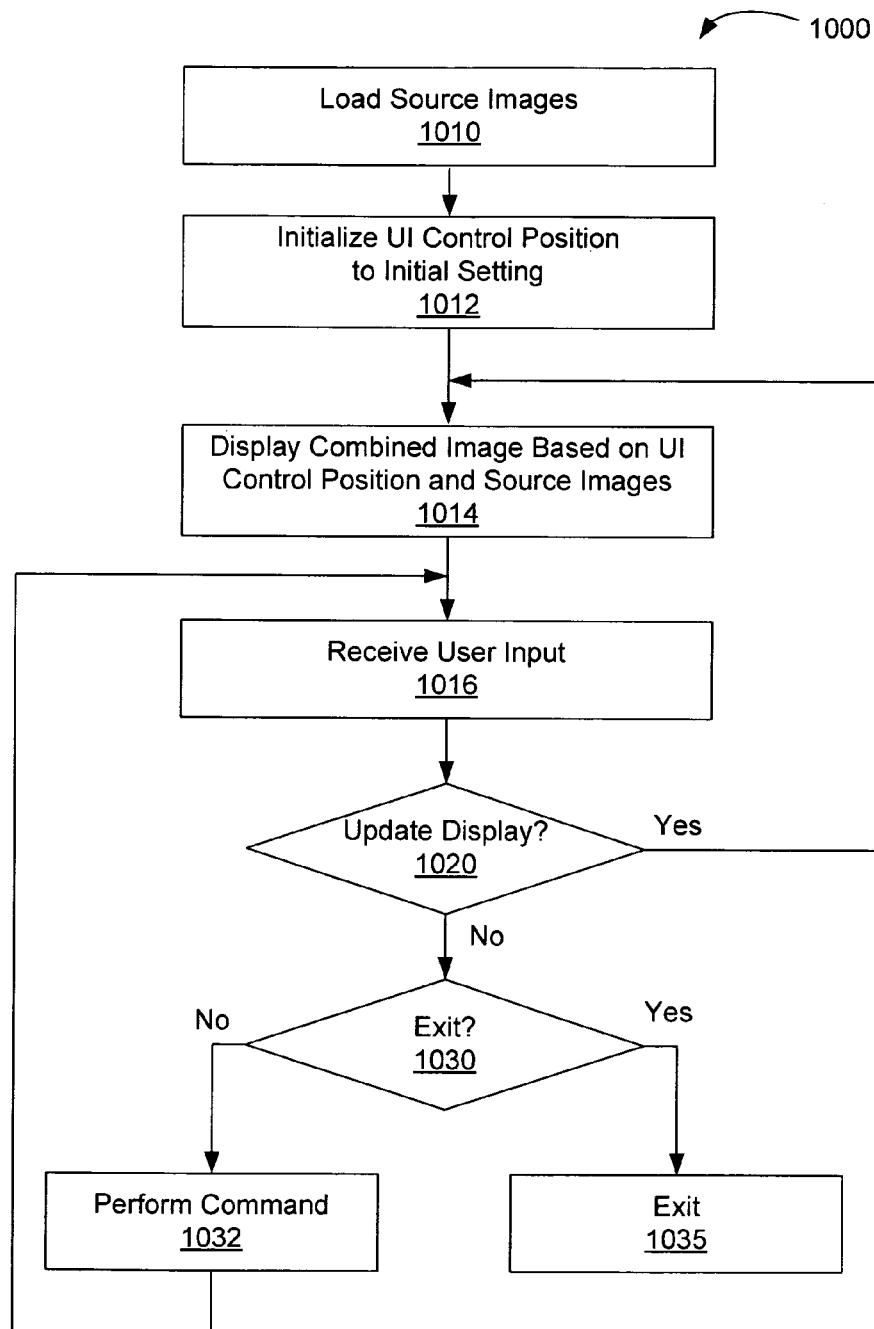 1000
Load Source Images
1010
Initialize UI Control Position
to Initial Setting
1012
Display Combined Image Based on UI
Control Position and Source Images
1014
Receive User Input
1016
Update Display?
1020
Yes
No
No
Exit?
1030
Yes
Perform Command
1032
Exit
1035